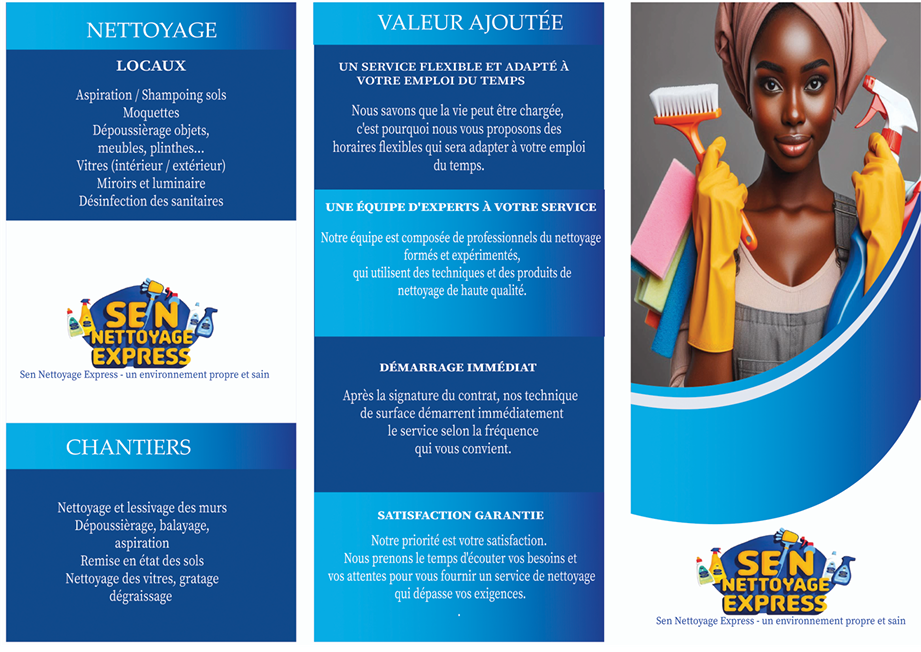 NETTOYAGE
LOCAUX
Aspiration / Shampoing sols
Moquettes
Dépoussièrage objets,
meubles, plinthes...
Vitres (intérieur / extérieur)
Miroirs et luminaire
Désinfection des sanitaires
SEN
NETTOYAGE
EXPRESS
Sen Nettoyage Express - un environnement propre et sain
CHANTIERS
Nettoyage et lessivage des murs
Dépoussièrage, balayage,
aspiration
Remise en état des sols
Nettoyage des vitres, gratage
dégraissage
VALEUR AJOUTÉE
UN SERVICE FLEXIBLE ET ADAPTÉ À
VOTRE EMPLOI DU TEMPS
Nous savons que la vie peut être chargée,
c'est pourquoi nous vous proposons des
horaires flexibles qui sera adapter à votre emploi
du temps.
UNE ÉQUIPE D'EXPERTS À VOTRE SERVICE
Notre équipe est composée de professionnels du nettoyage
formés et expérimentés,
qui utilisent des techniques et des produits de
nettoyage de haute qualité.
DÉMARRAGE IMMÉDIAT
Après la signature du contrat, nos technique
de surface démarrent immédiatement
le service selon la fréquence
qui vous convient.
SATISFACTION GARANTIE
Notre priorité est votre satisfaction.
Nous prenons le temps d'écouter vos besoins et
vos attentes pour vous fournir un service de nettoyage
qui dépasse vos exigences.
.
SEN
NETTOYAGE
EXPRESS
Sen Nettoyage Express - un environnement propre et sain